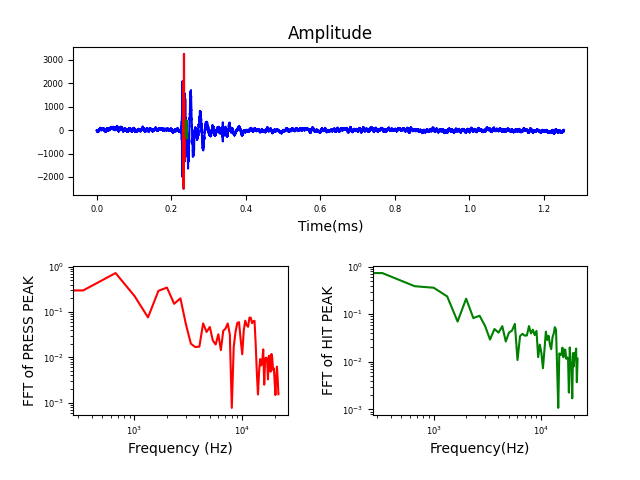 Amplitude
3000
2000
1000
0
−1000
−2000
0.0 0.2 0.4 0.6 0.8 1.0 1.2
Time(ms)
FFT of PRESS PEAK
10⁰
10⁻¹
10⁻²
10⁻³
10³ 10⁴
Frequency (Hz)
FFT of HIT PEAK
10⁰
10⁻¹
10⁻²
10⁻³
10³ 10⁴
Frequency(Hz)